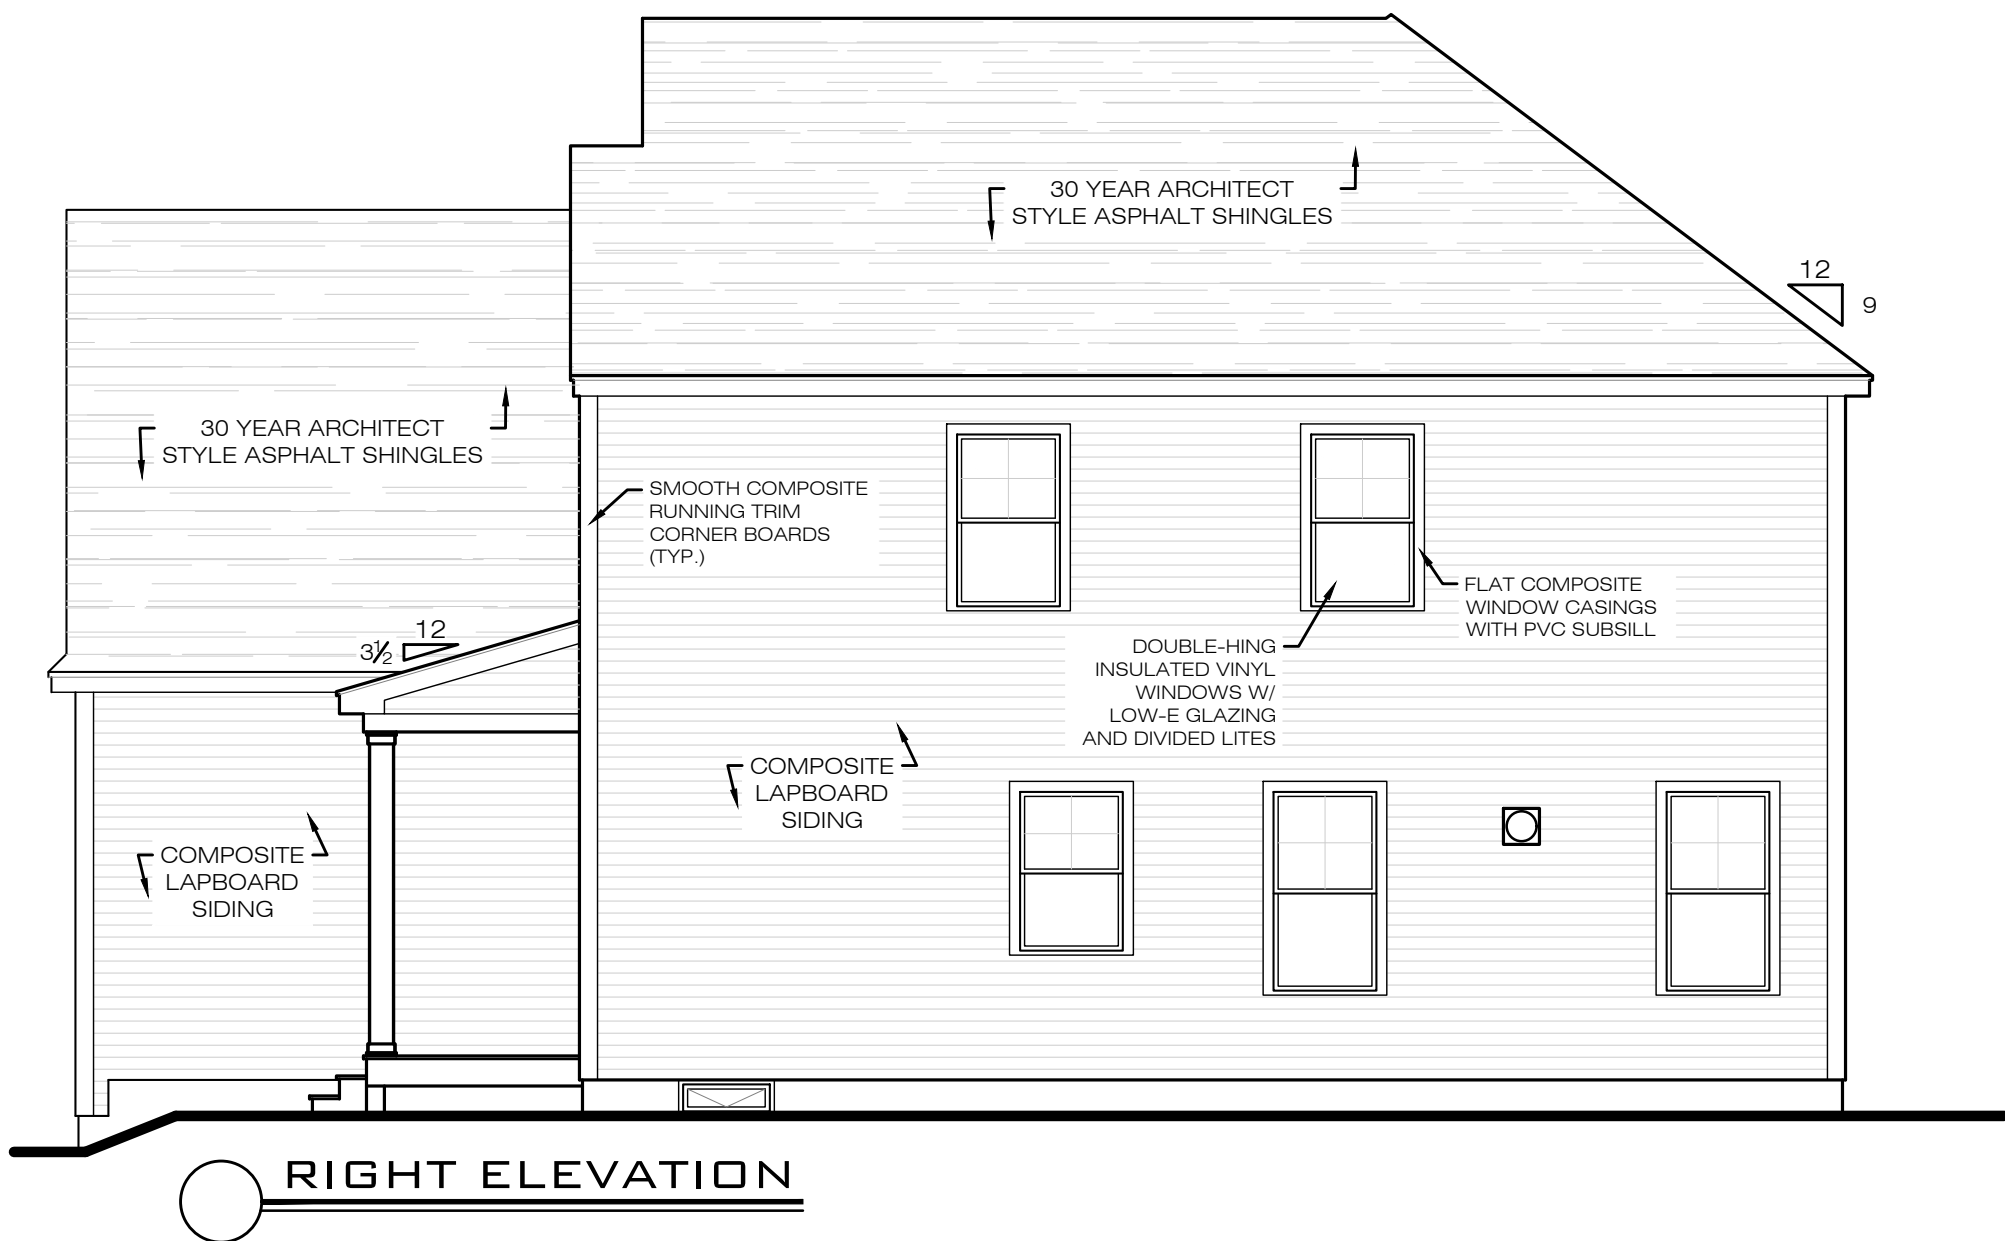 30 YEAR ARCHITECT
STYLE ASPHALT SHINGLES
12
9
30 YEAR ARCHITECT
STYLE ASPHALT SHINGLES
SMOOTH COMPOSITE
RUNNING TRIM
CORNER BOARDS
(TYP.)
FLAT COMPOSITE
WINDOW CASINGS
WITH PVC SUBSILL
12
3½
DOUBLE-HING
INSULATED VINYL
WINDOWS W/
LOW-E GLAZING
AND DIVIDED LITES
COMPOSITE
LAPBOARD
SIDING
COMPOSITE
LAPBOARD
SIDING
RIGHT ELEVATION